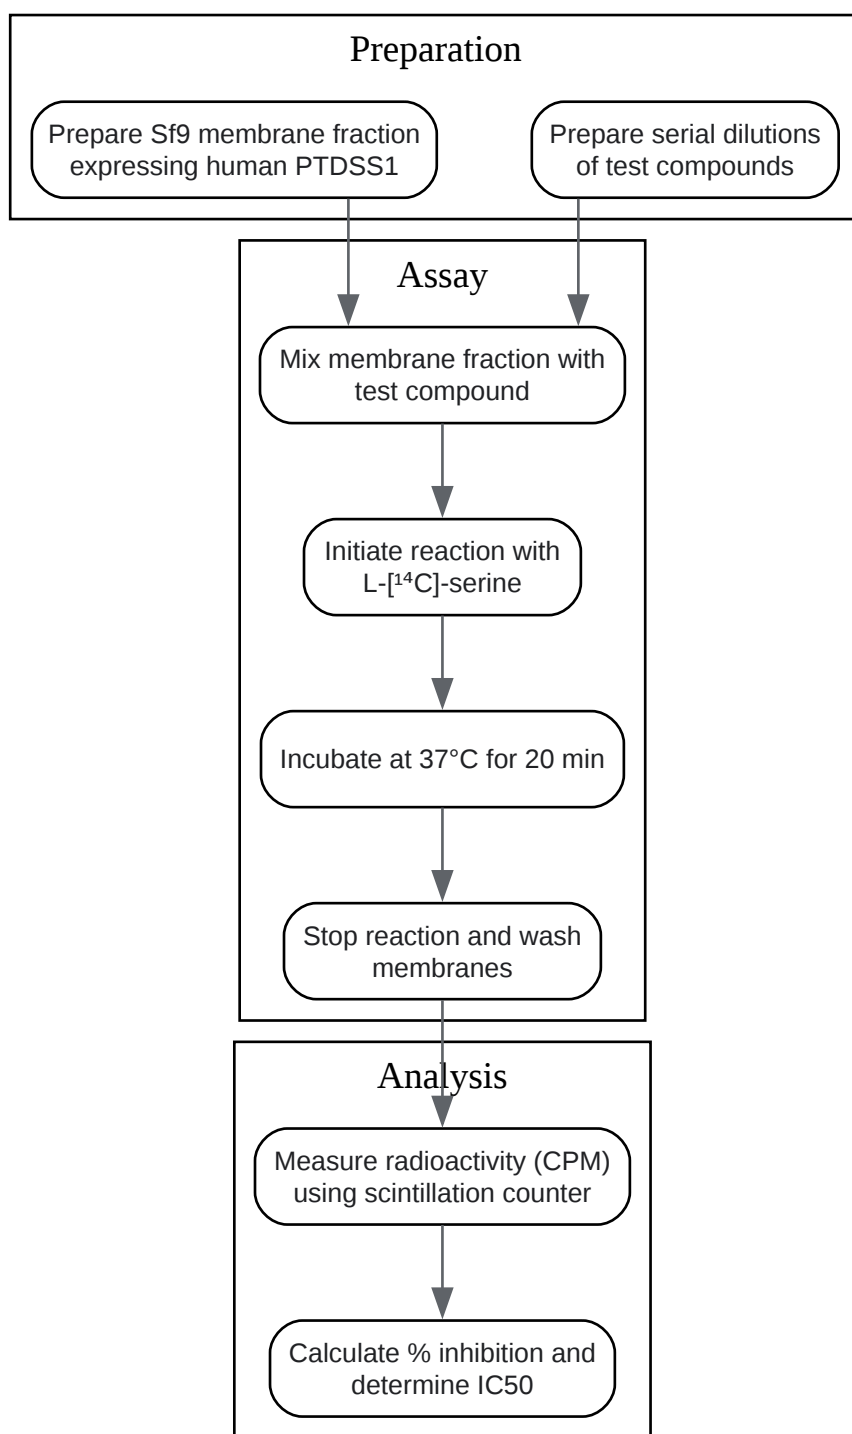 Preparation
Prepare Sf9 membrane fraction
expressing human PTDSS1
Prepare serial dilutions
of test compounds
Assay
Mix membrane fraction with
test compound
Initiate reaction with
L-[¹⁴C]-serine
Incubate at 37°C for 20 min
Stop reaction and wash
membranes
Analysis
Measure radioactivity (CPM)
using scintillation counter
Calculate % inhibition and
determine IC50